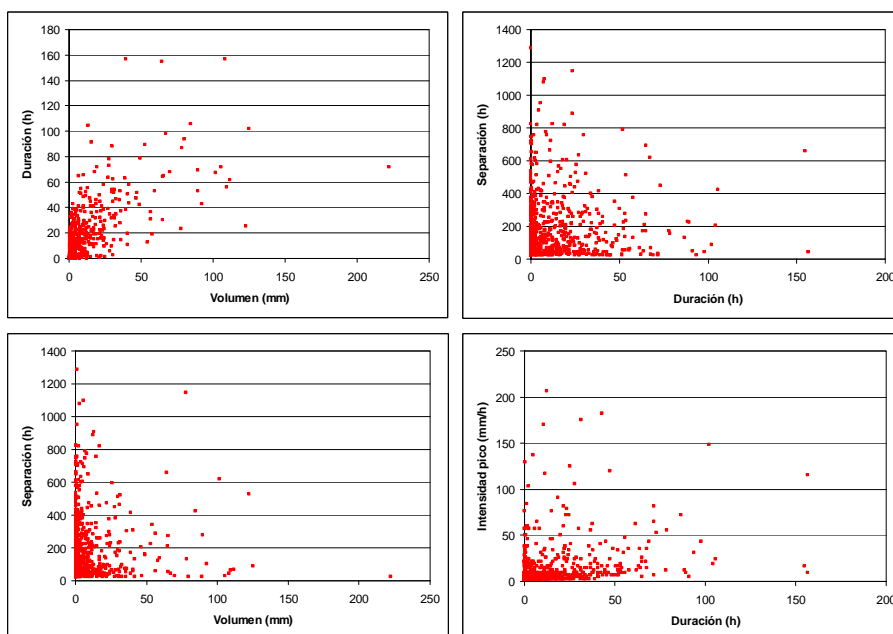 180
160
140
120
100
80
60
40
20
0
Duración (h)
0 50 100 150 200 250
Volumen (mm)
1400
1200
1000
800
600
400
200
0
Separación (h)
0 50 100 150 200
Duración (h)
1400
1200
1000
800
600
400
200
0
Separación (h)
0 50 100 150 200 250
Volumen (mm)
250
200
150
100
50
0
Intensidad pico (mm/h)
0 50 100 150 200
Duración (h)